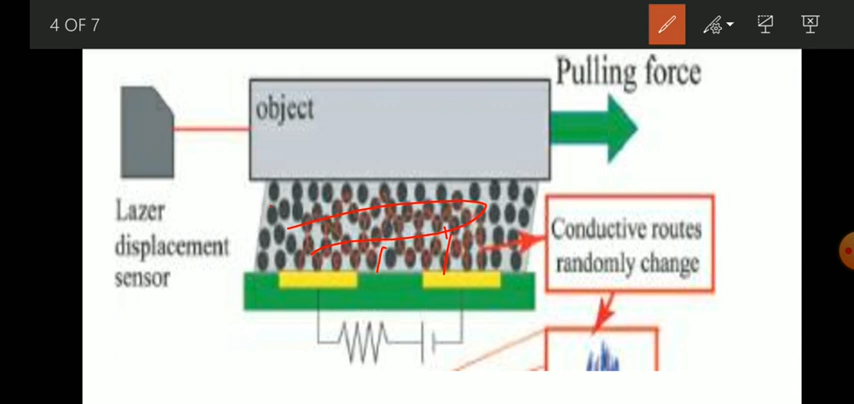 4 OF 7
Pulling force
object
Lazer
displacement
sensor
Conductive routes
randomly change